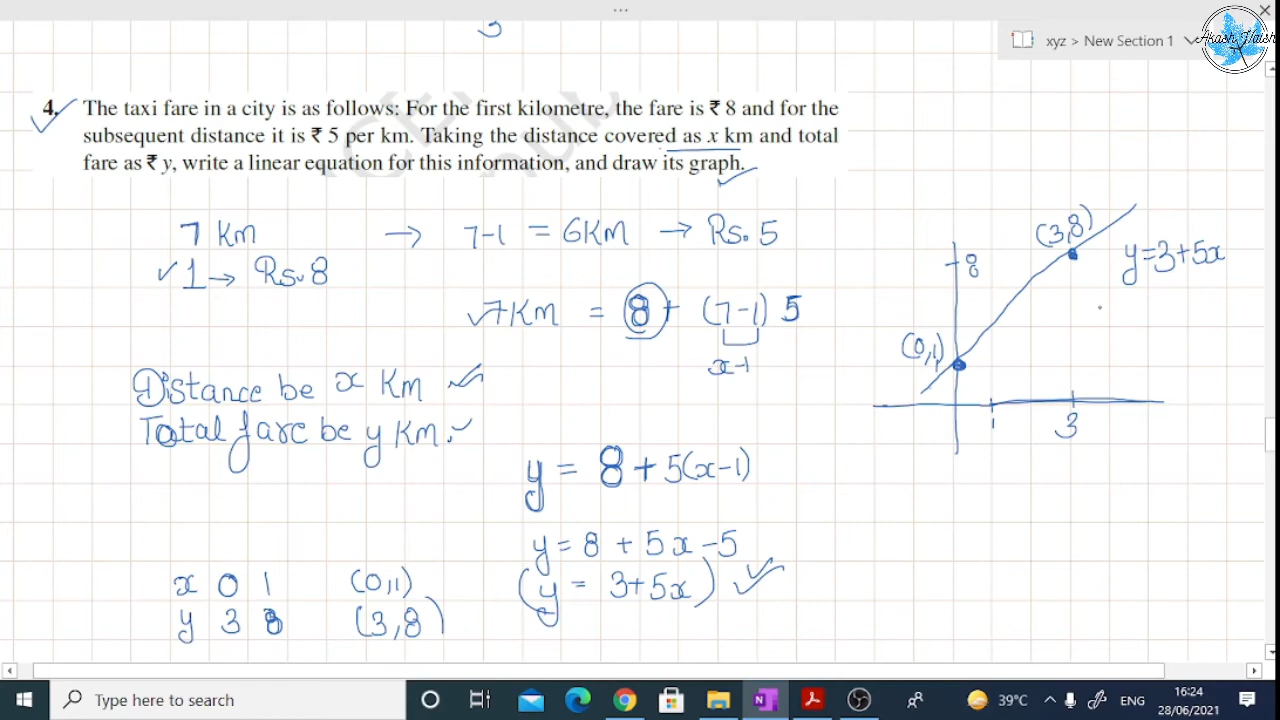 xyz > New Section 1
Akash Flash
4. The taxi fare in a city is as follows: For the first kilometre, the fare is ₹ 8 and for the
subsequent distance it is ₹ 5 per km. Taking the distance covered as x km and total
fare as ₹ y, write a linear equation for this information, and draw its graph.
7 Km → 7-1 = 6KM → Rs. 5
1 → Rs. 8
7KM = 8 + (7-1) 5
x-1
Distance be x Km
Total fare be y Km.
y = 8 + 5(x-1)
y = 8 + 5x - 5
(y = 3+5x)
x 0 1 (0,1)
y 3 8 (3,8)
(3,8)
8
y=3+5x
(0,1)
1 3
Type here to search
39°C
ENG
16:24
28/06/2021